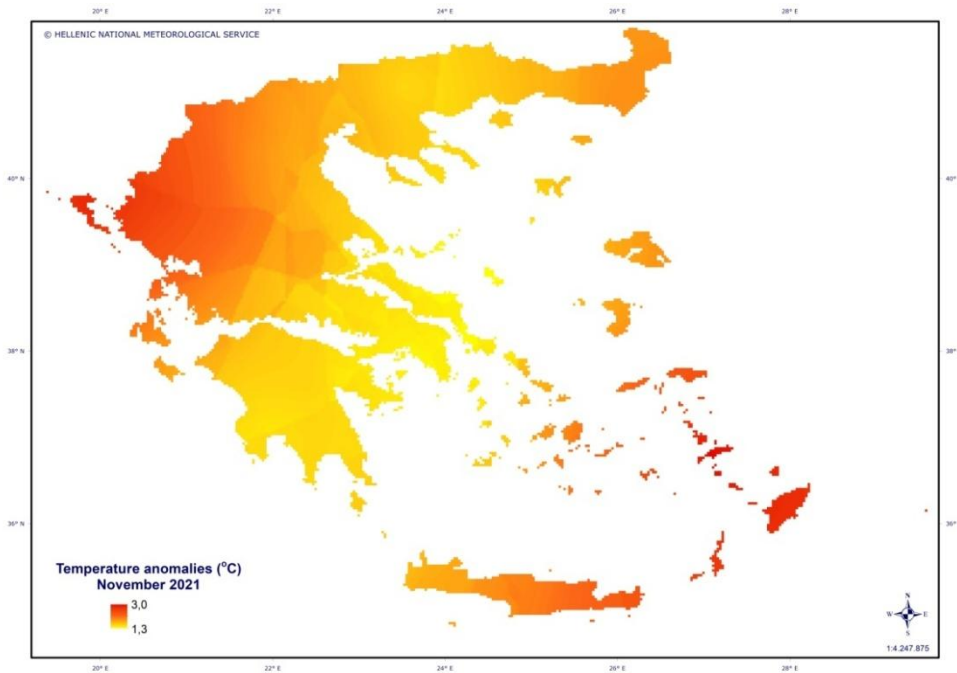 20° E 22° E 24° E 26° E 28° E
© HELLENIC NATIONAL METEOROLOGICAL SERVICE
40° N 40° N
38° N 38° N
36° N 36° N
Temperature anomalies (°C)
November 2021
3,0
1,3
N
W E
S
1:4.247.875
20° E 22° E 24° E 26° E 28° E